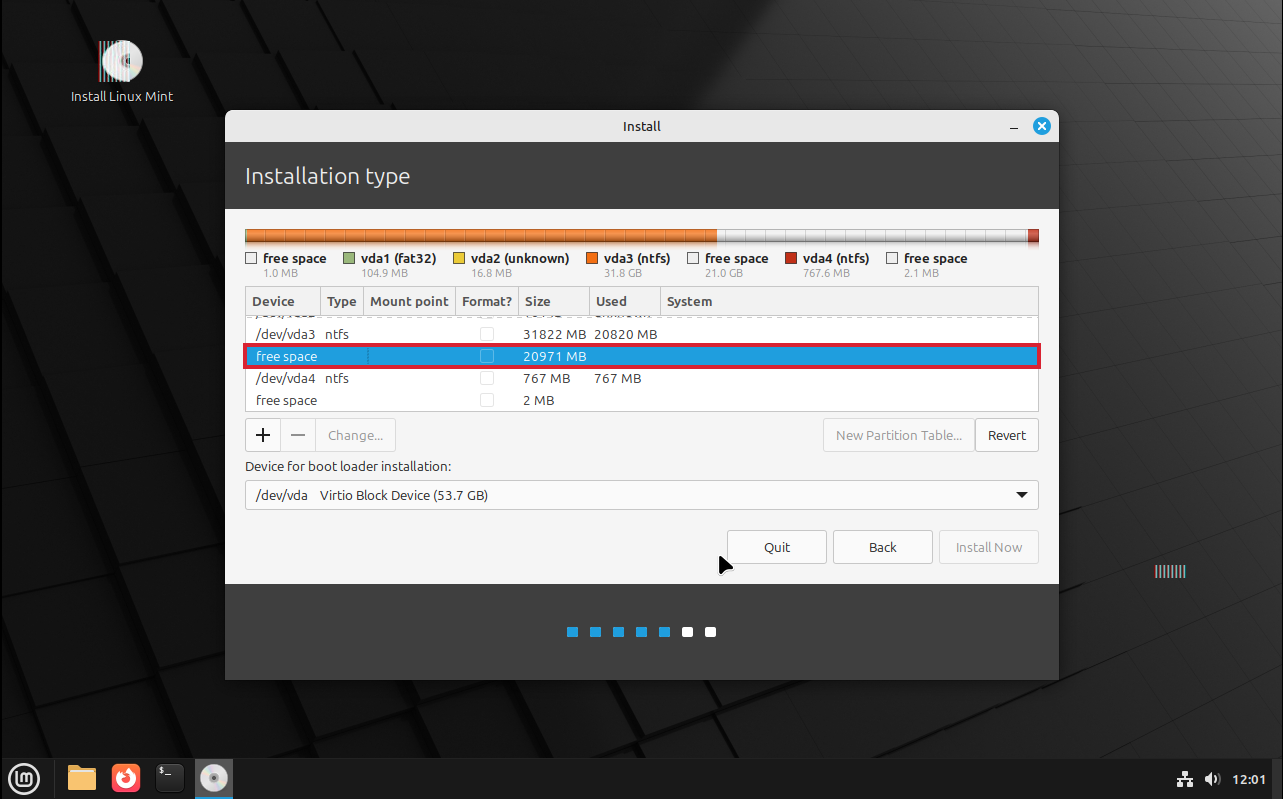 Install Linux Mint
Install
Installation type
free space vda1 (fat32) vda2 (unknown) vda3 (ntfs) free space vda4 (ntfs) free space
1.0 MB 104.9 MB 16.8 MB 31.8 GB 21.0 GB 767.6 MB 2.1 MB
Device Type Mount point Format? Size Used System
/dev/vda3 ntfs 31822 MB 20820 MB
free space 20971 MB
/dev/vda4 ntfs 767 MB 767 MB
free space 2 MB
+ — Change... New Partition Table... Revert
Device for boot loader installation:
/dev/vda Virtio Block Device (53.7 GB)
Quit Back Install Now
$_
12:01